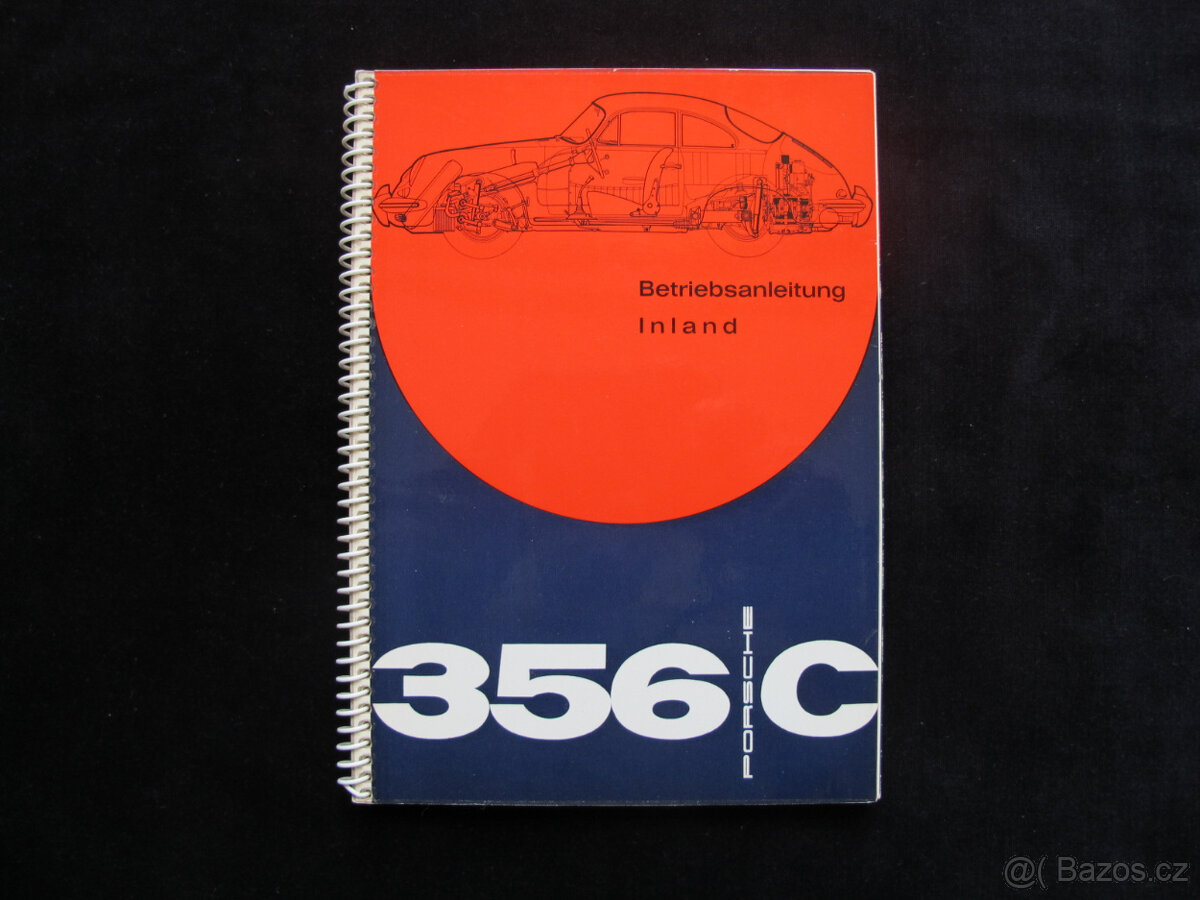 Betriebsanleitung
Inland
356 PORSCHE C
@( Bazos.cz